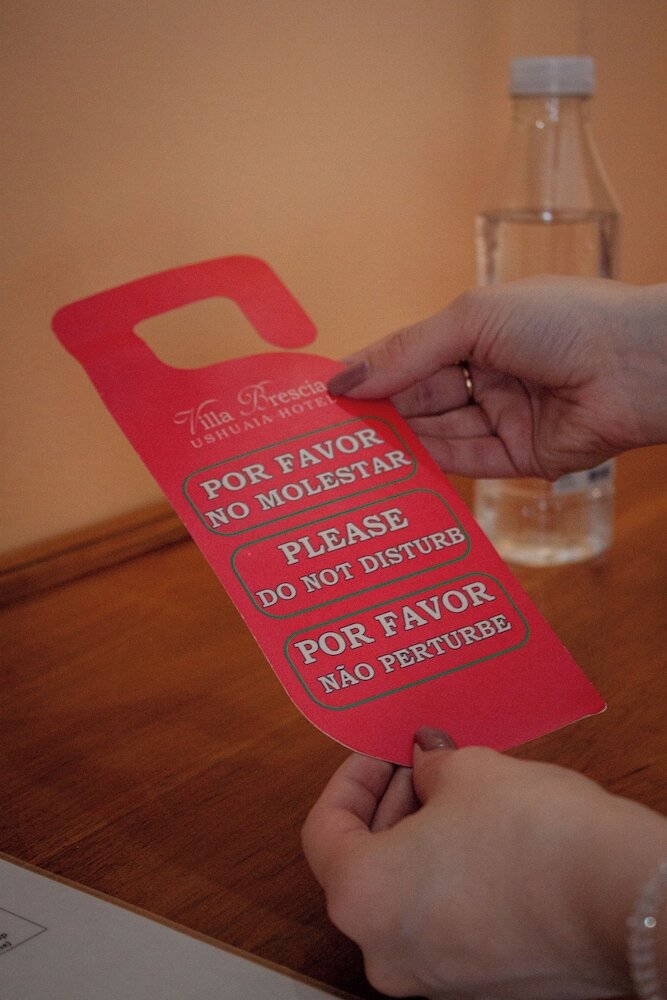 Villa Brescia
USHUAIA HOTEL
POR FAVOR
NO MOLESTAR
PLEASE
DO NOT DISTURB
POR FAVOR
NÃO PERTURBE